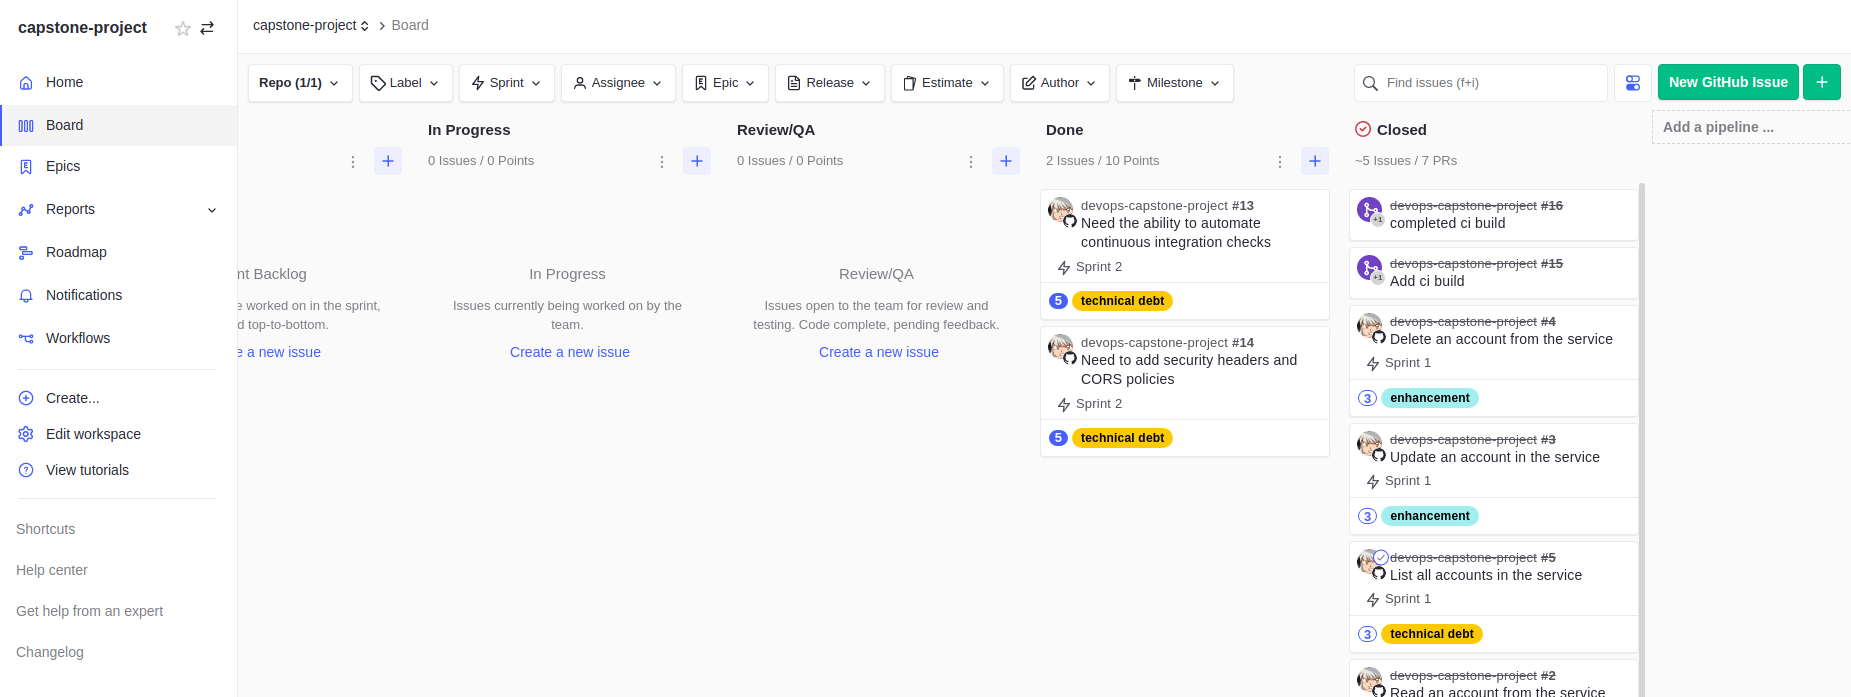 capstone-project
Home
Board
Epics
Reports
Roadmap
Notifications
Workflows
Create...
Edit workspace
View tutorials
Shortcuts
Help center
Get help from an expert
Changelog
capstone-project > Board
Repo (1/1)
Label
Sprint
Assignee
Epic
Release
Estimate
Author
Milestone
Find issues (f+i)
New GitHub Issue
+
nt Backlog
e worked on in the sprint,
d top-to-bottom.
e a new issue
In Progress
0 Issues / 0 Points
In Progress
Issues currently being worked on by the
team.
Create a new issue
Review/QA
0 Issues / 0 Points
Review/QA
Issues open to the team for review and
testing. Code complete, pending feedback.
Create a new issue
Done
2 Issues / 10 Points
devops-capstone-project #13
Need the ability to automate
continuous integration checks
Sprint 2
5 technical debt
devops-capstone-project #14
Need to add security headers and
CORS policies
Sprint 2
5 technical debt
Closed
~5 Issues / 7 PRs
devops-capstone-project #16
+1
completed ci build
devops-capstone-project #15
+1
Add ci build
devops-capstone-project #4
Delete an account from the service
Sprint 1
3 enhancement
devops-capstone-project #3
Update an account in the service
Sprint 1
3 enhancement
devops-capstone-project #5
List all accounts in the service
Sprint 1
3 technical debt
devops-capstone-project #2
Read an account from the service
Add a pipeline ...